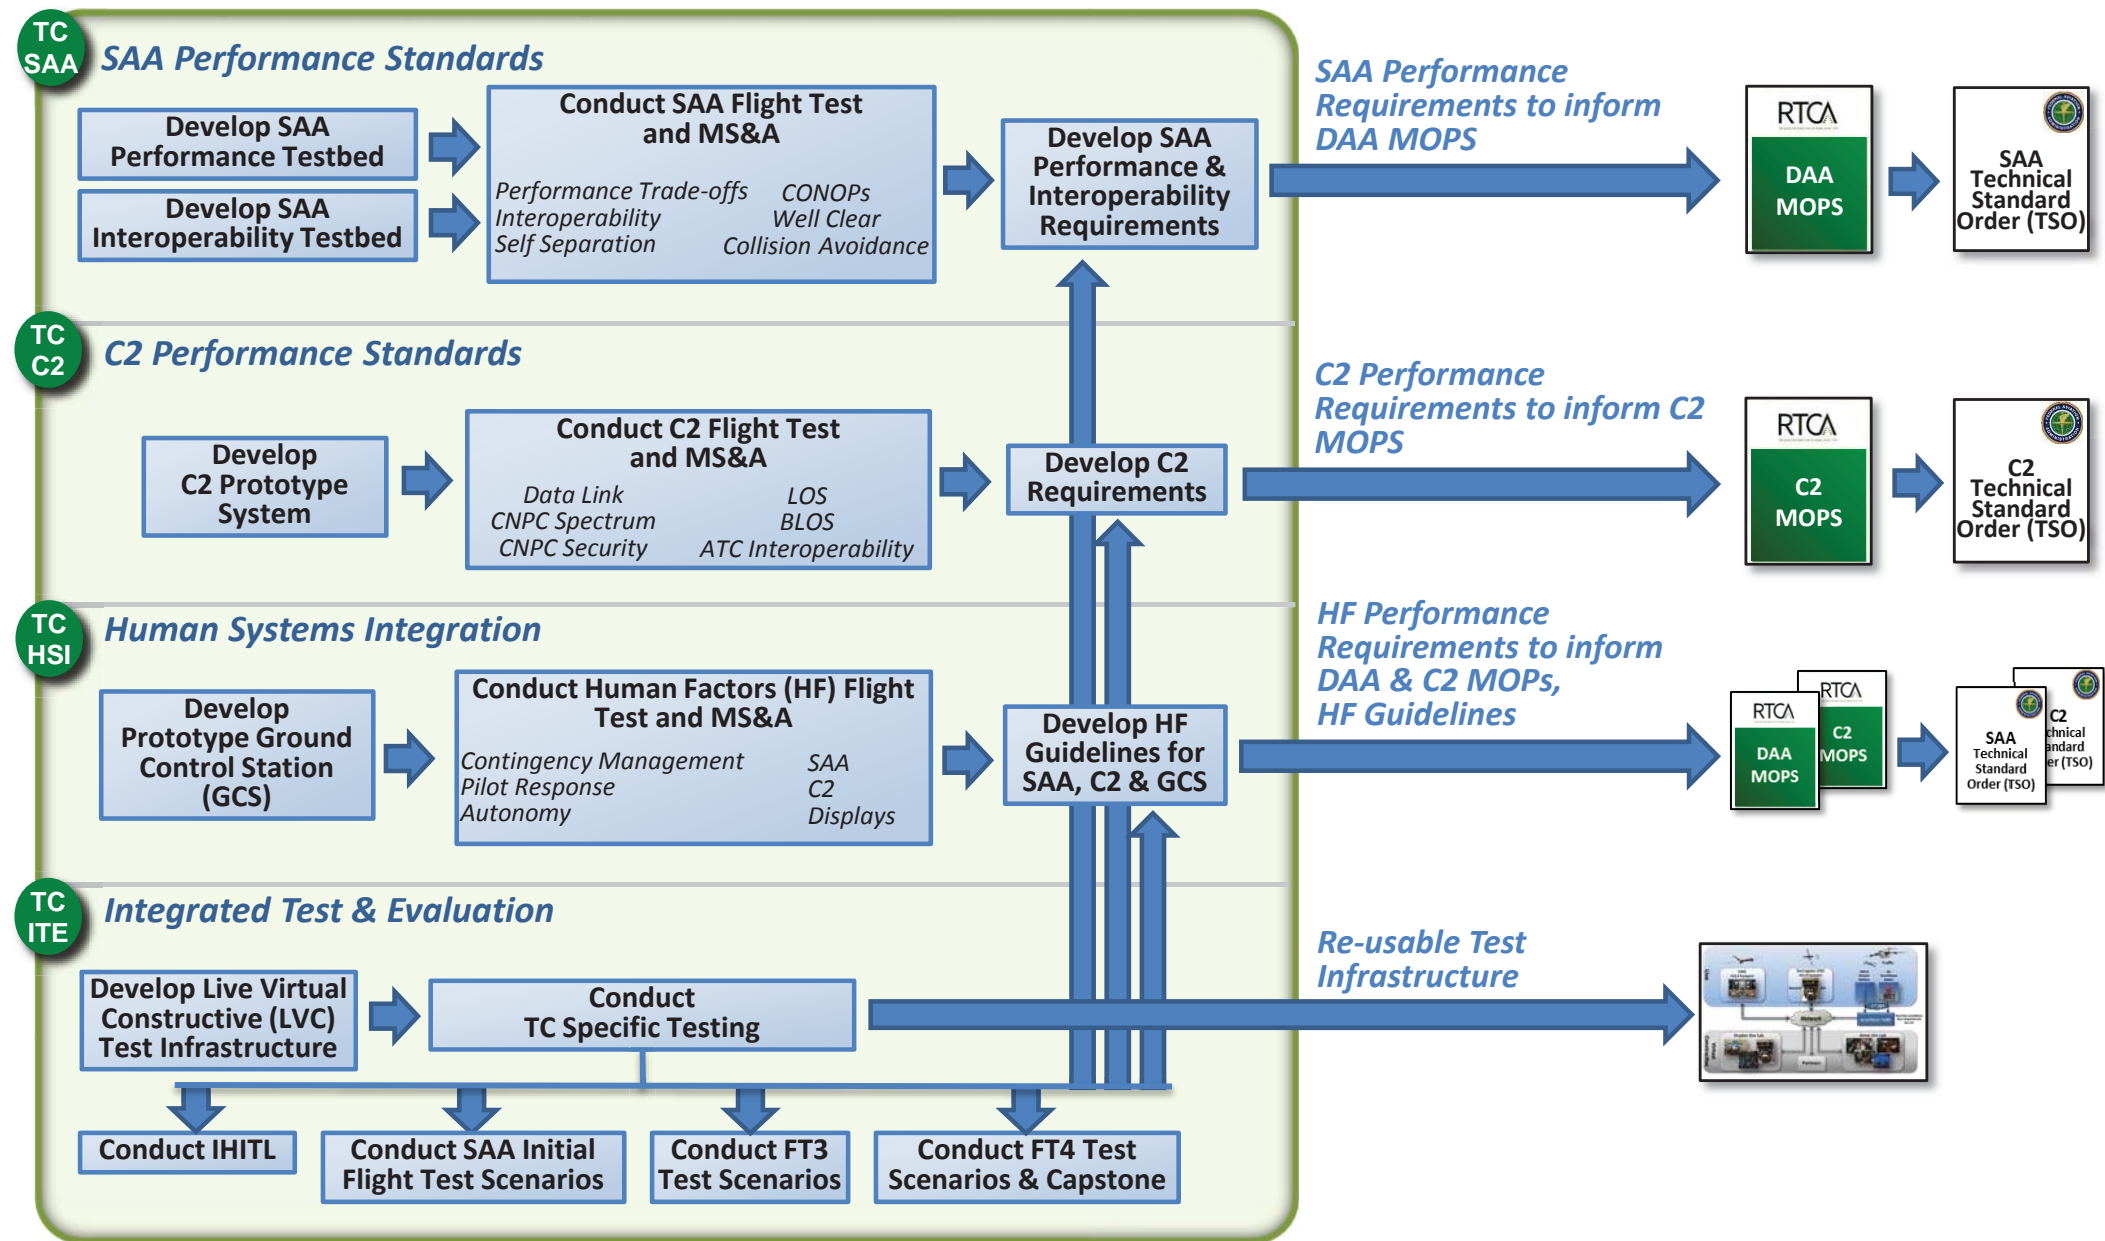 TC
SAA
SAA Performance Standards
Develop SAA
Performance Testbed
Develop SAA
Interoperability Testbed
Conduct SAA Flight Test
and MS&A
Performance Trade-offs
Interoperability
Self Separation
CONOPs
Well Clear
Collision Avoidance
Develop SAA
Performance &
Interoperability
Requirements
SAA Performance
Requirements to inform
DAA MOPS
RTCA
DAA
MOPS
SAA
Technical
Standard
Order (TSO)
TC
C2
C2 Performance Standards
Develop
C2 Prototype
System
Conduct C2 Flight Test
and MS&A
Data Link
CNPC Spectrum
CNPC Security
LOS
BLOS
ATC Interoperability
Develop C2
Requirements
C2 Performance
Requirements to inform C2
MOPS
RTCA
C2
MOPS
C2
Technical
Standard
Order (TSO)
TC
HSI
Human Systems Integration
Develop
Prototype Ground
Control Station
(GCS)
Conduct Human Factors (HF) Flight
Test and MS&A
Contingency Management
Pilot Response
Autonomy
SAA
C2
Displays
Develop HF
Guidelines for
SAA, C2 & GCS
HF Performance
Requirements to inform
DAA & C2 MOPs,
HF Guidelines
RTCA
DAA
MOPS
RTCA
C2
MOPS
SAA
Technical
Standard
Order (TSO)
C2
chnical
andard
er (TSO)
TC
ITE
Integrated Test & Evaluation
Develop Live Virtual
Constructive (LVC)
Test Infrastructure
Conduct
TC Specific Testing
Re-usable Test
Infrastructure
Conduct IHITL
Conduct SAA Initial
Flight Test Scenarios
Conduct FT3
Test Scenarios
Conduct FT4 Test
Scenarios & Capstone